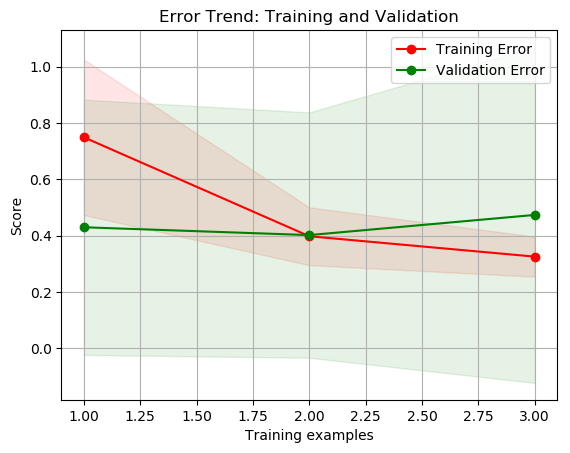 Error Trend: Training and Validation
Training Error
Validation Error
Score
1.0
0.8
0.6
0.4
0.2
0.0
1.00 1.25 1.50 1.75 2.00 2.25 2.50 2.75 3.00
Training examples